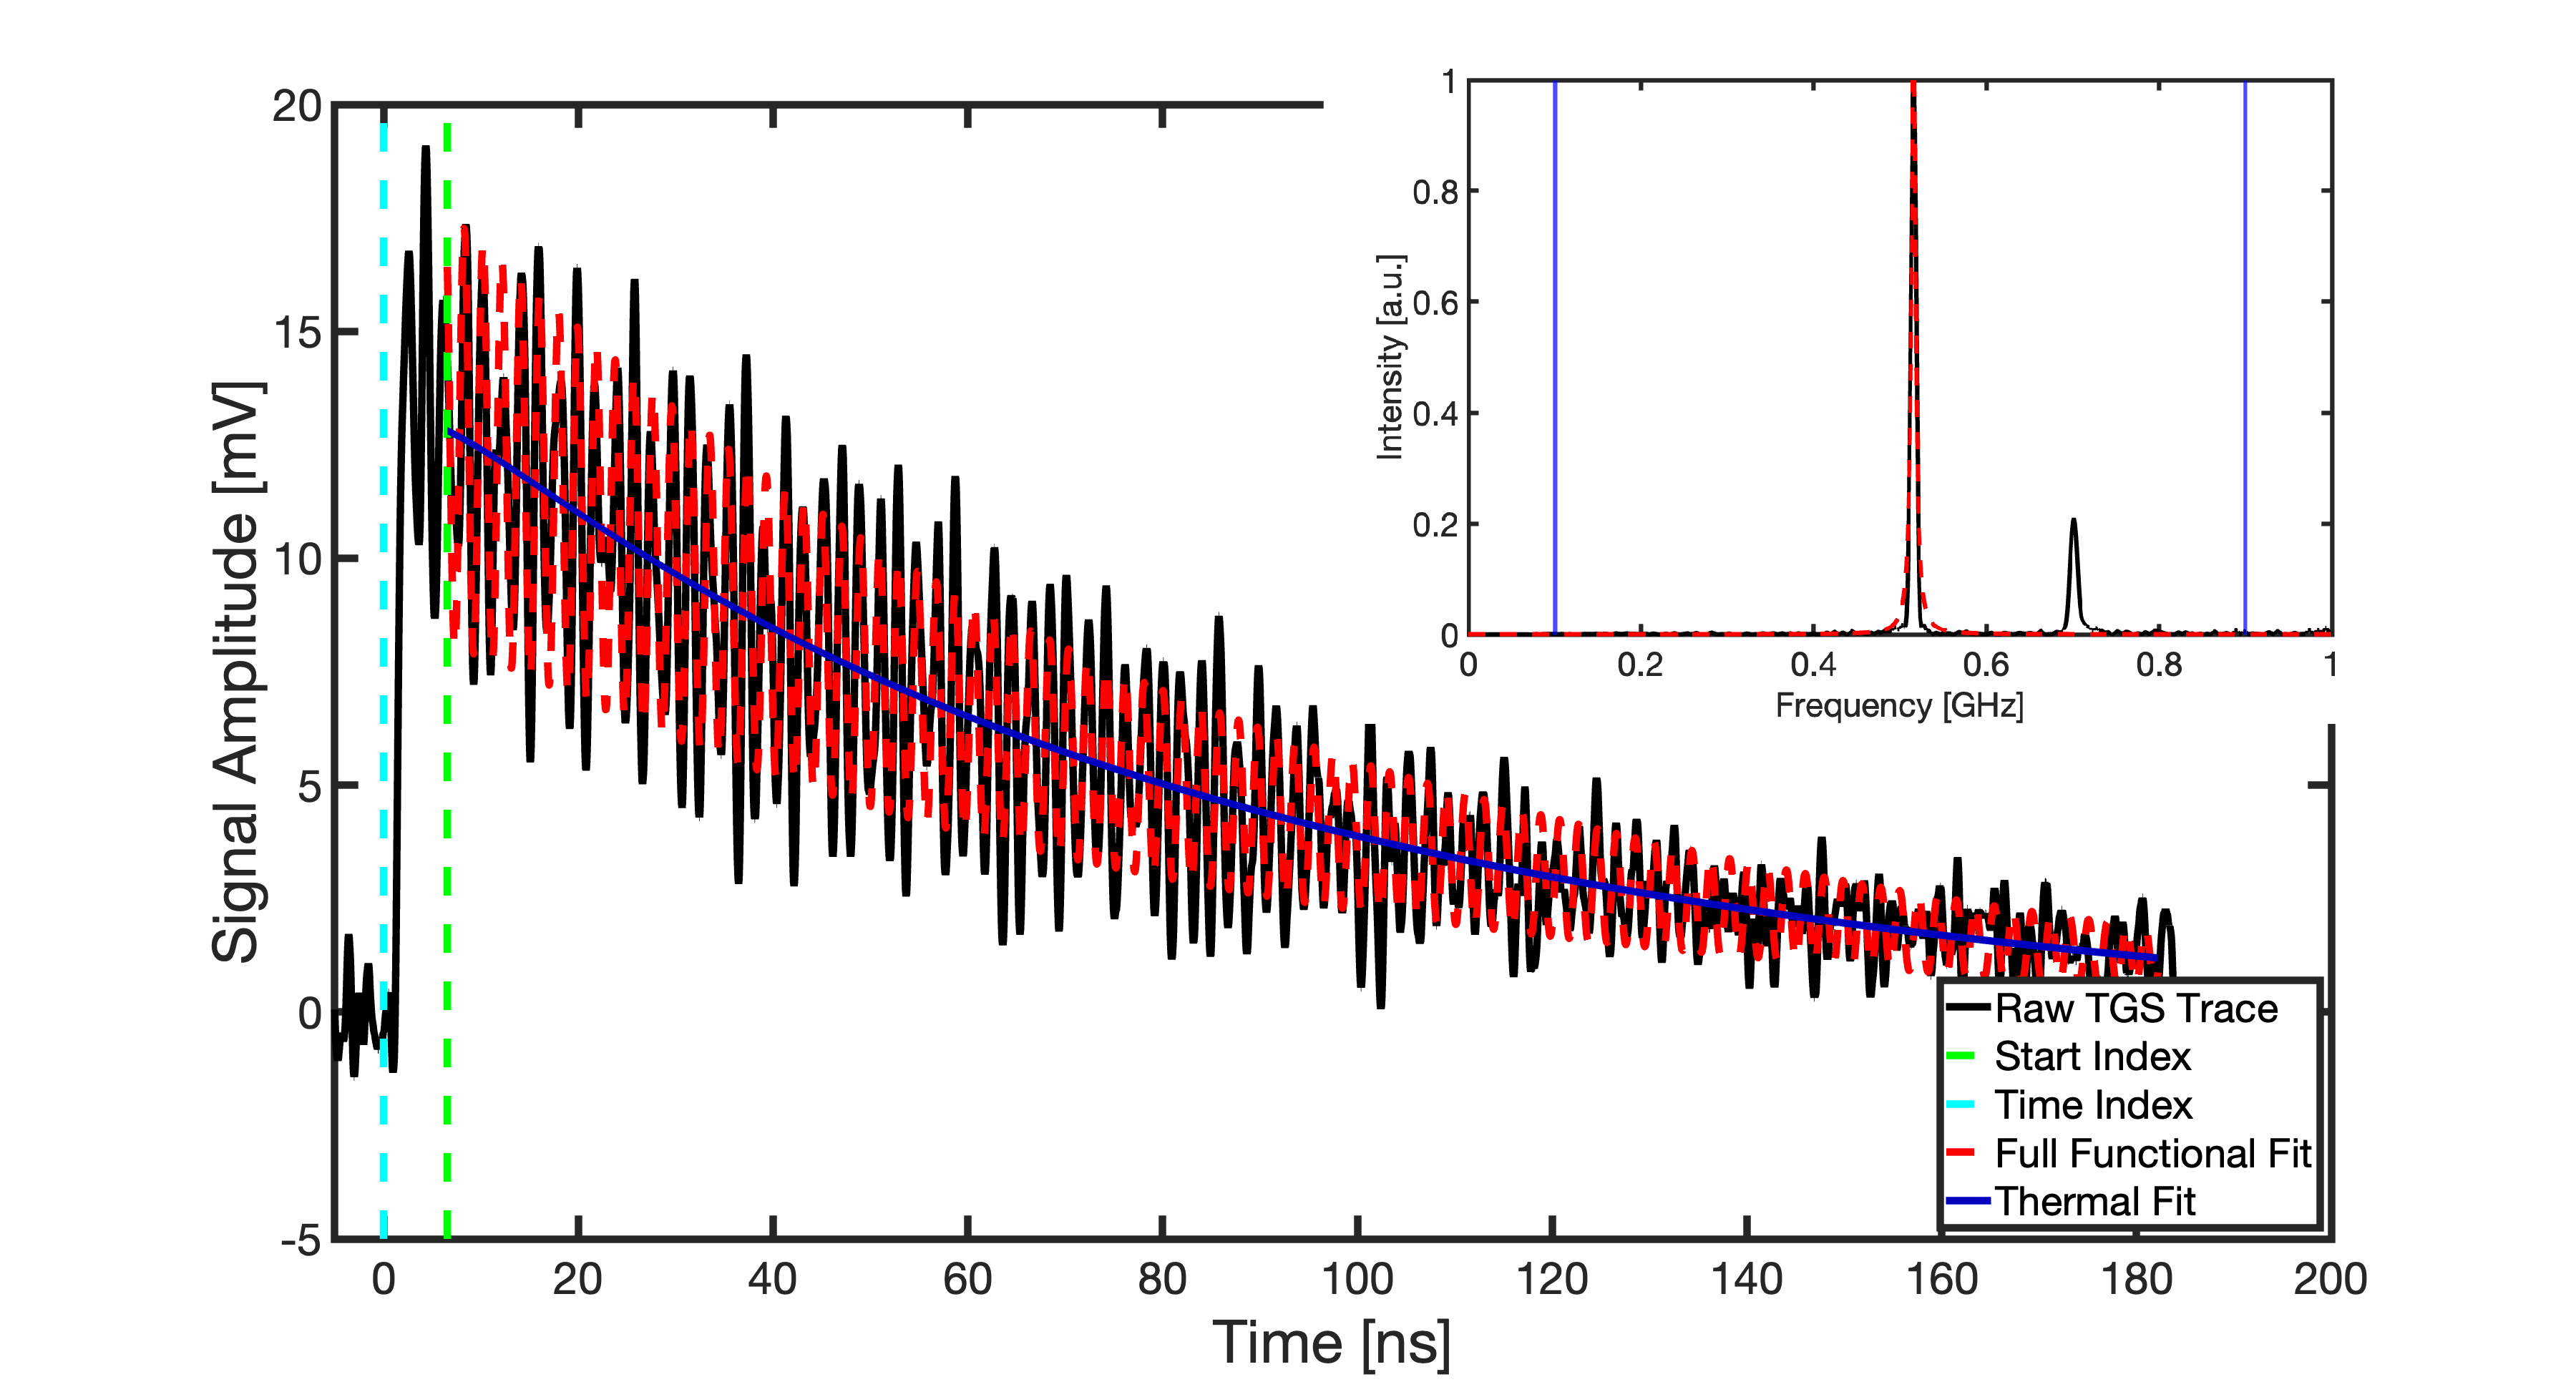 20
15
10
5
0
-5
Signal Amplitude [mV]
0 20 40 60 80 100 120 140 160 180 200
Time [ns]
1
0.8
0.6
0.4
0.2
0
Intensity [a.u.]
0 0.2 0.4 0.6 0.8 1
Frequency [GHz]
Raw TGS Trace
Start Index
Time Index
Full Functional Fit
Thermal Fit